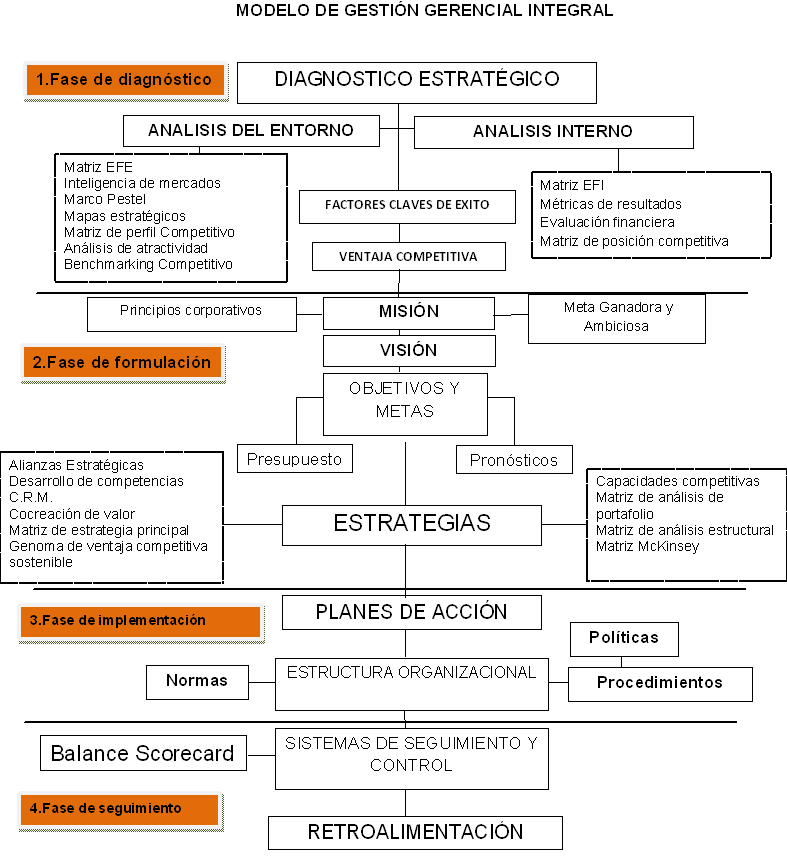 MODELO DE GESTIÓN GERENCIAL INTEGRAL
1.Fase de diagnóstico
DIAGNOSTICO ESTRATÉGICO
ANALISIS DEL ENTORNO
ANALISIS INTERNO
Matriz EFE
Inteligencia de mercados
Marco Pestel
Mapas estratégicos
Matriz de perfil Competitivo
Análisis de atractividad
Benchmarking Competitivo
FACTORES CLAVES DE EXITO
VENTAJA COMPETITIVA
Matriz EFI
Métricas de resultados
Evaluación financiera
Matriz de posición competitiva
Principios corporativos
MISIÓN
Meta Ganadora y
Ambiciosa
VISIÓN
2.Fase de formulación
OBJETIVOS Y
METAS
Presupuesto
Pronósticos
Alianzas Estratégicas
Desarrollo de competencias
C.R.M.
Cocreación de valor
Matriz de estrategia principal
Genoma de ventaja competitiva
sostenible
ESTRATEGIAS
Capacidades competitivas
Matriz de análisis de
portafolio
Matriz de análisis estructural
Matriz McKinsey
3.Fase de implementación
PLANES DE ACCIÓN
Políticas
Normas
ESTRUCTURA ORGANIZACIONAL
Procedimientos
Balance Scorecard
SISTEMAS DE SEGUIMIENTO Y
CONTROL
4.Fase de seguimiento
RETROALIMENTACIÓN